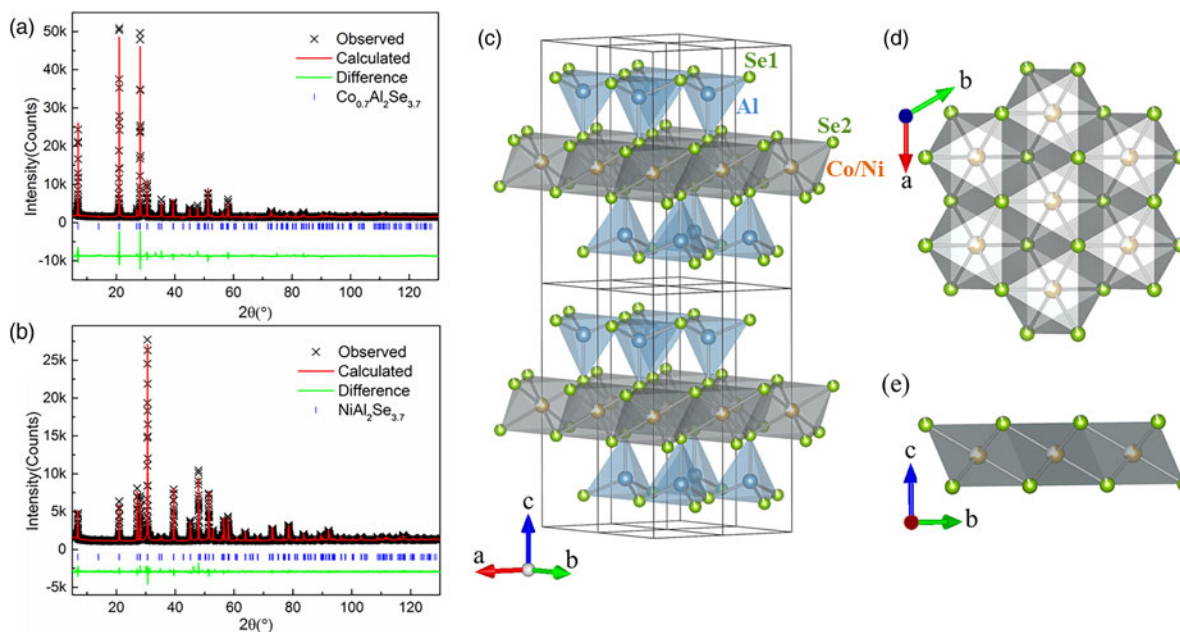 (a)
50k
40k
30k
20k
10k
0
-10k
Intensity(Counts)
Observed
Calculated
Difference
Co0.7Al2Se3.7
20 40 60 80 100 120
2θ(°)
(b)
25k
20k
15k
10k
5k
0
-5k
Intensity(Counts)
Observed
Calculated
Difference
NiAl2Se3.7
20 40 60 80 100 120
2θ(°)
(c)
Se1
Al
Se2
Co/Ni
c
a
b
(d)
b
a
(e)
c
b